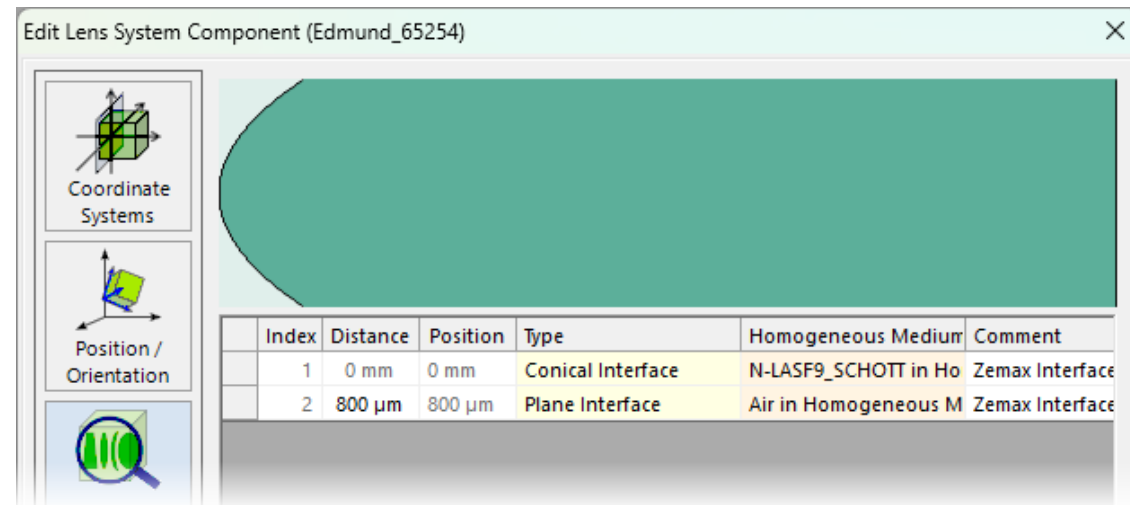 Edit Lens System Component (Edmund_65254)
Coordinate
Systems
Position /
Orientation
Index Distance Position Type Homogeneous Medium Comment
1 0 mm 0 mm Conical Interface N-LASF9_SCHOTT in Ho Zemax Interface
2 800 µm 800 µm Plane Interface Air in Homogeneous M Zemax Interface